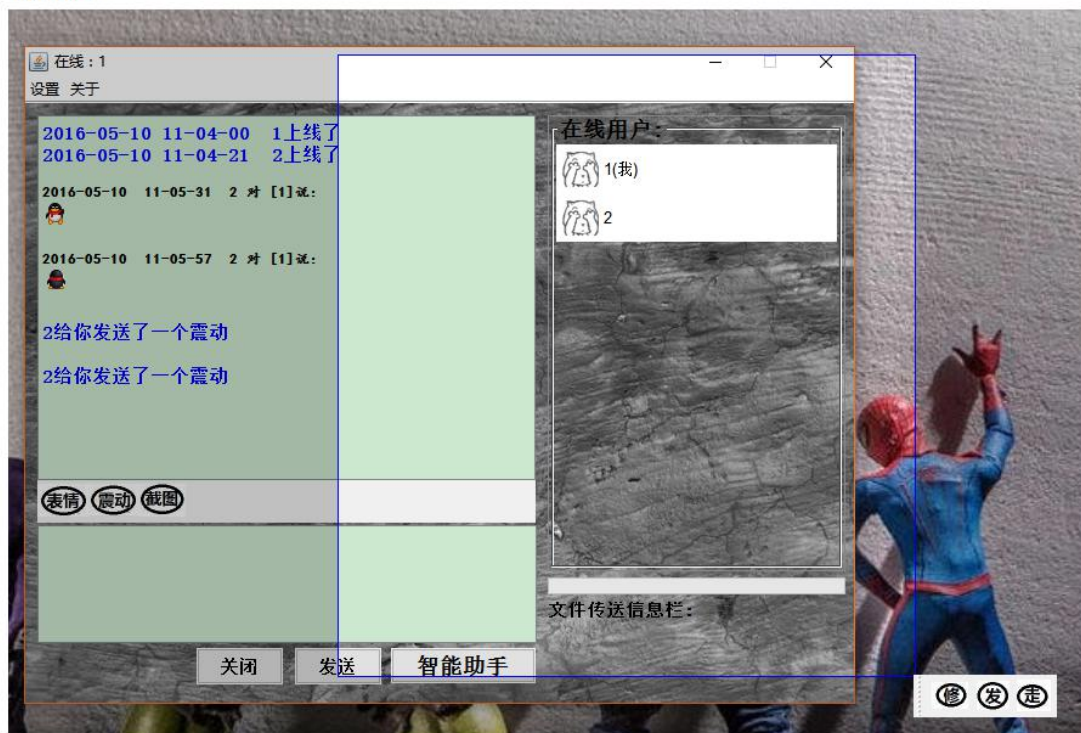 在线：1
设置 关于
2016-05-10 11-04-00 1上线了
2016-05-10 11-04-21 2上线了
2016-05-10 11-05-31 2 对 [1]说:
2016-05-10 11-05-57 2 对 [1]说:
2给你发送了一个震动
2给你发送了一个震动
表情 震动 截图
关闭 发送 智能助手
在线用户:
1(我)
2
文件传送信息栏:
修 发 走